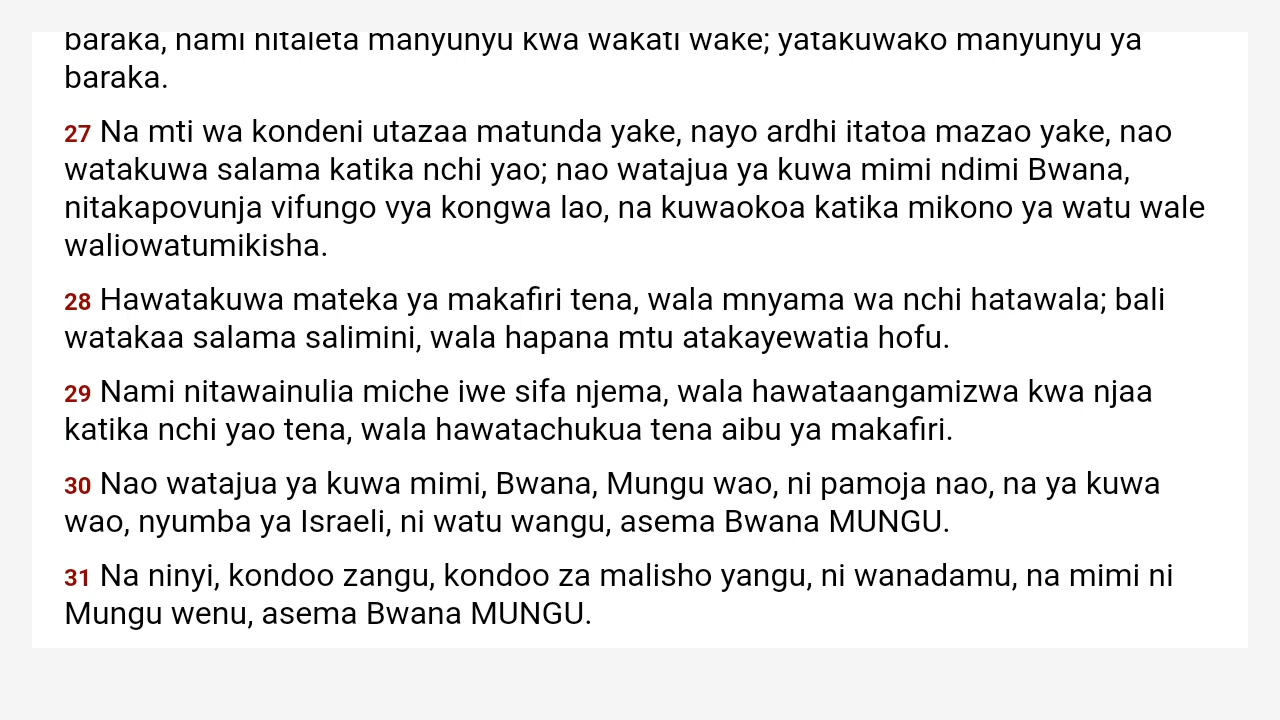 baraka, nami nitaleta manyunyu kwa wakati wake; yatakuwako manyunyu ya
baraka.
27 Na mti wa kondeni utazaa matunda yake, nayo ardhi itatoa mazao yake, nao
watakuwa salama katika nchi yao; nao watajua ya kuwa mimi ndimi Bwana,
nitakapovunja vifungo vya kongwa lao, na kuwaokoa katika mikono ya watu wale
waliowatumikisha.
28 Hawatakuwa mateka ya makafiri tena, wala mnyama wa nchi hatawala; bali
watakaa salama salimini, wala hapana mtu atakayewatia hofu.
29 Nami nitawainulia miche iwe sifa njema, wala hawataangamizwa kwa njaa
katika nchi yao tena, wala hawatachukua tena aibu ya makafiri.
30 Nao watajua ya kuwa mimi, Bwana, Mungu wao, ni pamoja nao, na ya kuwa
wao, nyumba ya Israeli, ni watu wangu, asema Bwana MUNGU.
31 Na ninyi, kondoo zangu, kondoo za malisho yangu, ni wanadamu, na mimi ni
Mungu wenu, asema Bwana MUNGU.